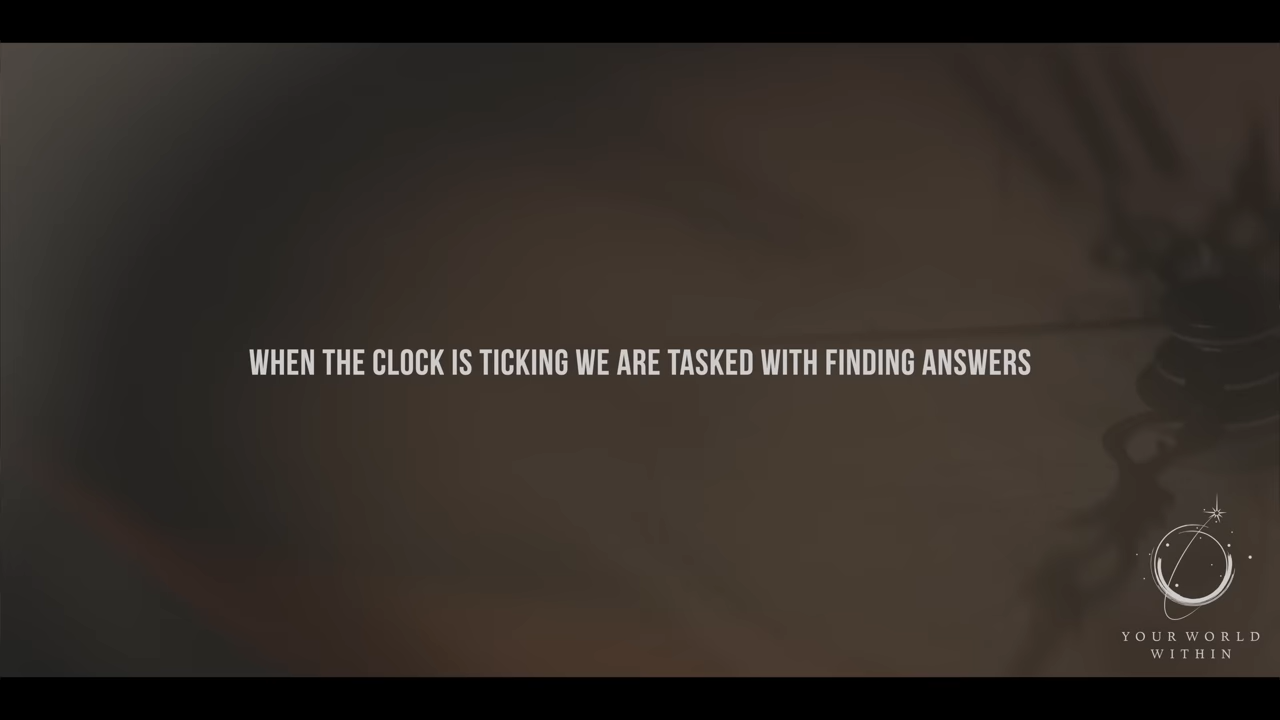 WHEN THE CLOCK IS TICKING WE ARE TASKED WITH FINDING ANSWERS
YOUR WORLD
WITHIN